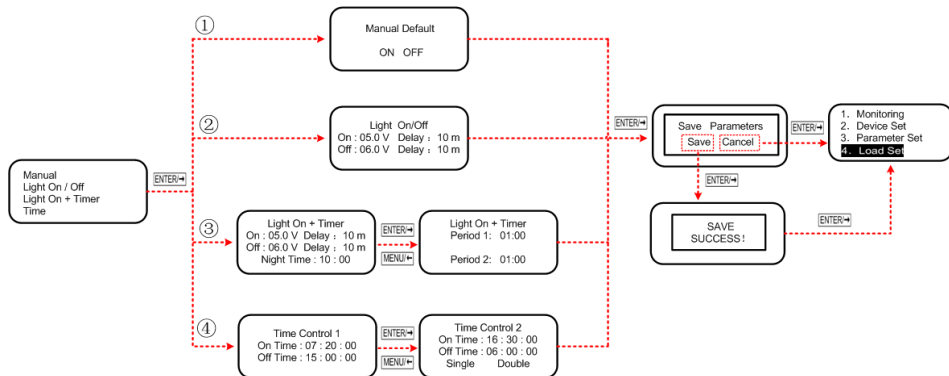 ①
Manual Default
ON OFF
②
Light On/Off
On : 05.0 V Delay : 10 m
Off : 06.0 V Delay : 10 m
ENTER/→
Save Parameters
Save Cancel
ENTER/→
1. Monitoring
2. Device Set
3. Parameter Set
4. Load Set
Manual
Light On / Off
Light On + Timer
Time
ENTER/→
ENTER/→
SAVE
SUCCESS!
ENTER/→
③
Light On + Timer
On : 05.0 V Delay : 10 m
Off : 06.0 V Delay : 10 m
Night Time : 10 : 00
ENTER/→
MENU/←
Light On + Timer
Period 1: 01:00
Period 2: 01:00
④
Time Control 1
On Time : 07 : 20 : 00
Off Time : 15 : 00 : 00
ENTER/→
MENU/←
Time Control 2
On Time : 16 : 30 : 00
Off Time : 06 : 00 : 00
Single Double